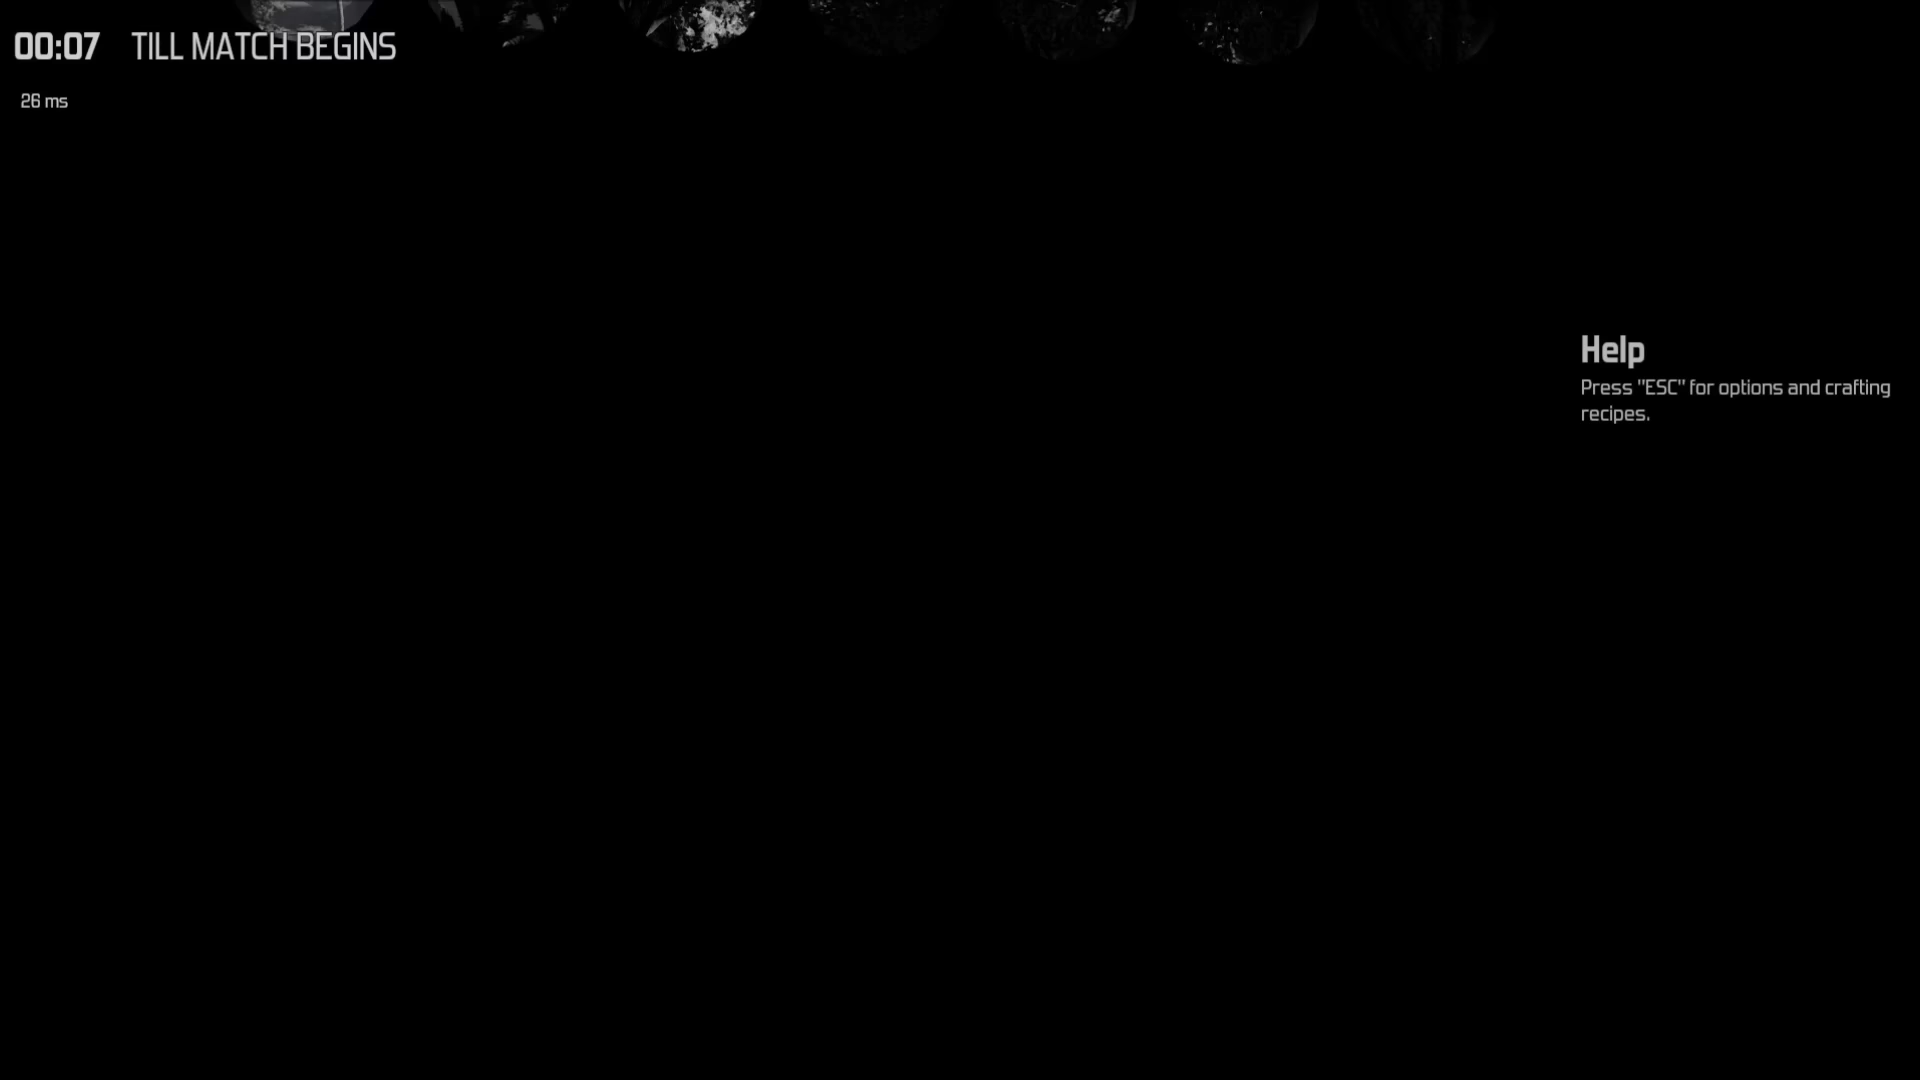 00:07 TILL MATCH BEGINS
26 ms
Help
Press "ESC" for options and crafting
recipes.